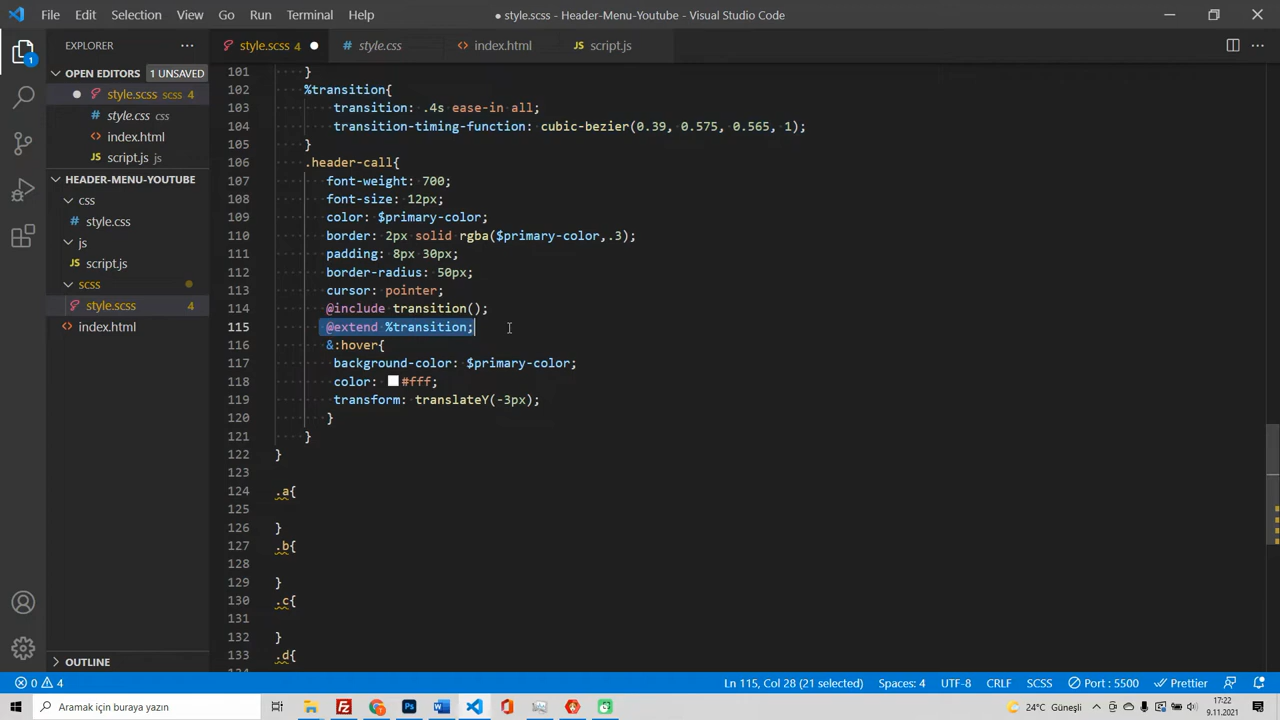 File Edit Selection View Go Run Terminal Help
● style.scss - Header-Menu-Youtube - Visual Studio Code
EXPLORER ···
style.scss 4 ●
style.css
index.html
JS script.js
1
OPEN EDITORS 1 UNSAVED
● style.scss scss 4
style.css css
index.html
JS script.js js
HEADER-MENU-YOUTUBE
css
style.css
js
JS script.js
scss
style.scss 4
index.html
OUTLINE
101 }
102 %transition{
103 transition: .4s ease-in all;
104 transition-timing-function: cubic-bezier(0.39, 0.575, 0.565, 1);
105 }
106 .header-call{
107 font-weight: 700;
108 font-size: 12px;
109 color: $primary-color;
110 border: 2px solid rgba($primary-color,.3);
111 padding: 8px 30px;
112 border-radius: 50px;
113 cursor: pointer;
114 @include transition();
115 @extend %transition;
116 &:hover{
117 background-color: $primary-color;
118 color: #fff;
119 transform: translateY(-3px);
120 }
121 }
122 }
123
124 .a{
125
126 }
127 .b{
128
129 }
130 .c{
131
132 }
133 .d{
134
0 4
Ln 115, Col 28 (21 selected) Spaces: 4 UTF-8 CRLF SCSS Port : 5500 Prettier
Aramak için buraya yazın
24°C Güneşli
17:22
9.11.2021